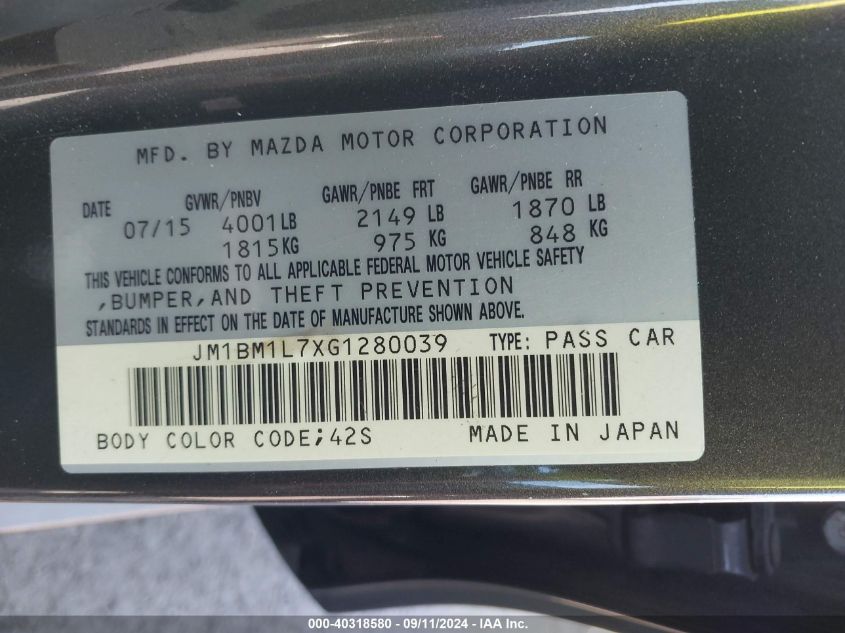 MFD. BY MAZDA MOTOR CORPORATION
DATE GVWR/PNBV GAWR/PNBE FRT GAWR/PNBE RR
07/15 4001LB 2149 LB 1870 LB
1815KG 975 KG 848 KG
THIS VEHICLE CONFORMS TO ALL APPLICABLE FEDERAL MOTOR VEHICLE SAFETY
,BUMPER,AND THEFT PREVENTION
STANDARDS IN EFFECT ON THE DATE OF MANUFACTURE SHOWN ABOVE.
JM1BM1L7XG1280039 TYPE: PASS CAR
BODY COLOR CODE;42S MADE IN JAPAN
000-40318580 - 09/11/2024 - IAAI Inc.